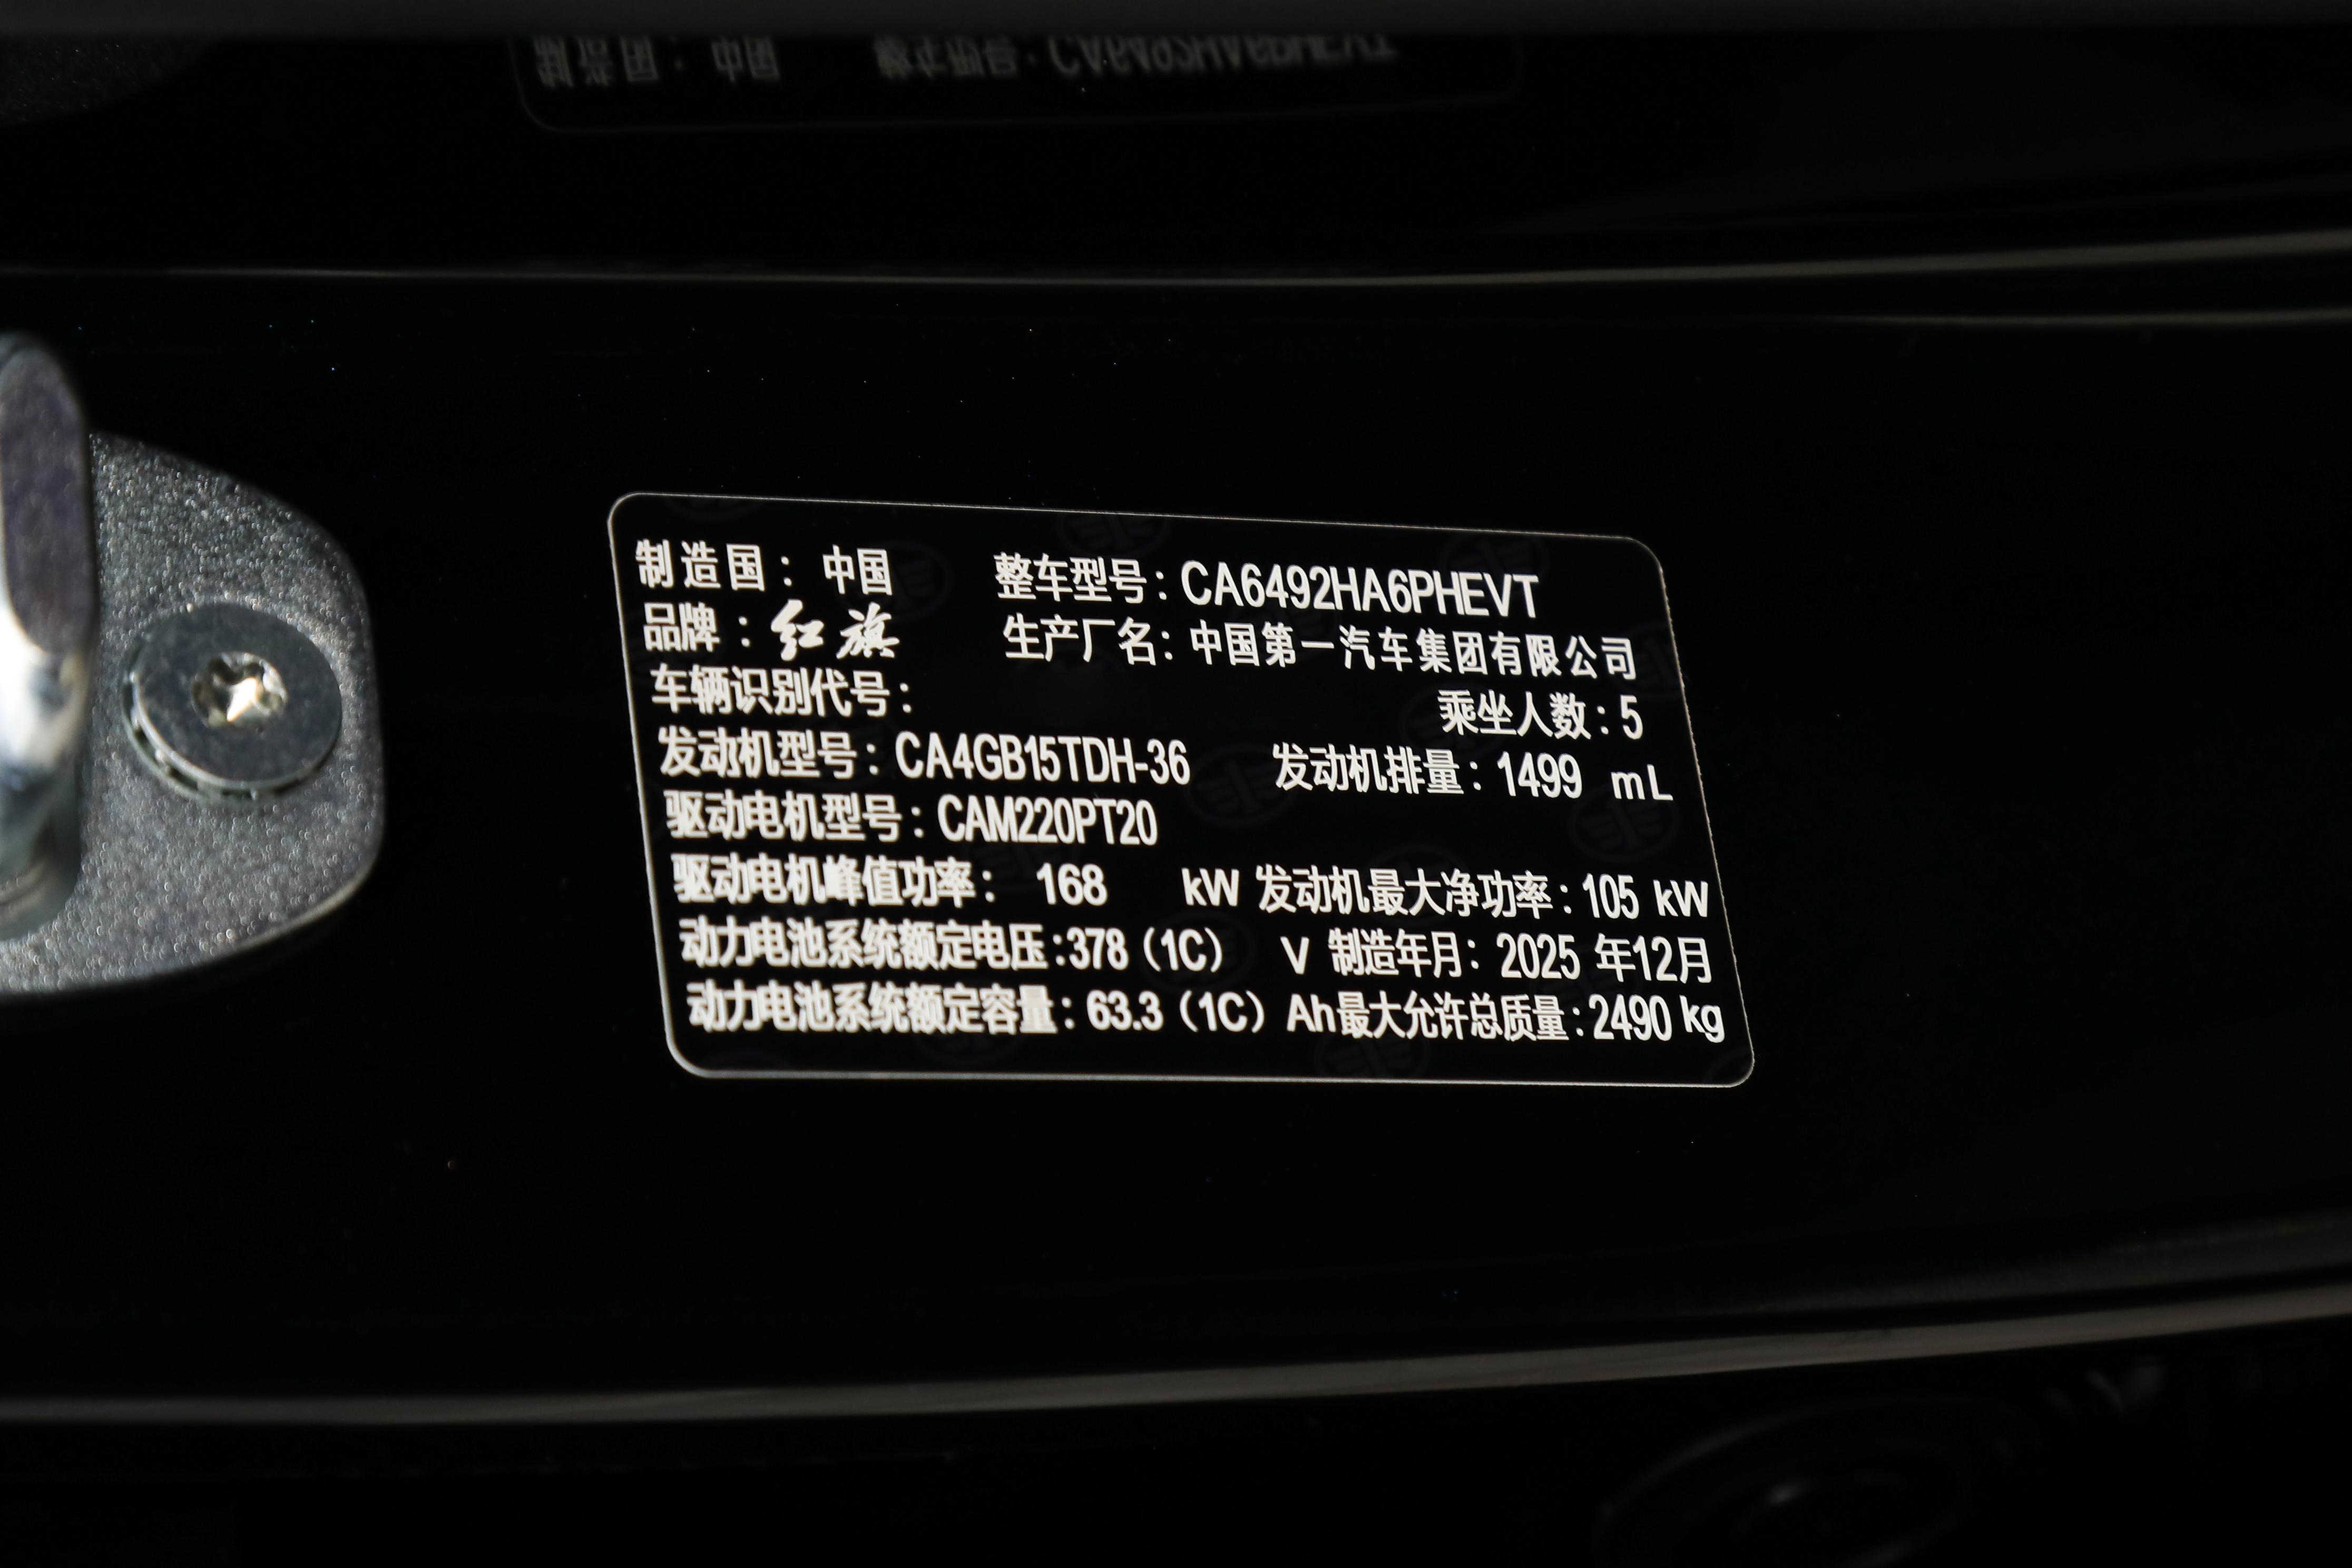 制造国：中国 整车型号：CA6492HA6PHEVT
品牌：红旗 生产厂名：中国第一汽车集团有限公司
车辆识别代号： 乘坐人数：5
发动机型号：CA4GB15TDH-36 发动机排量：1499 mL
驱动电机型号：CAM220PT20
驱动电机峰值功率：168 kW 发动机最大净功率：105 kW
动力电池系统额定电压：378（1C） V 制造年月：2025 年12月
动力电池系统额定容量：63.3（1C） Ah最大允许总质量：2490 kg